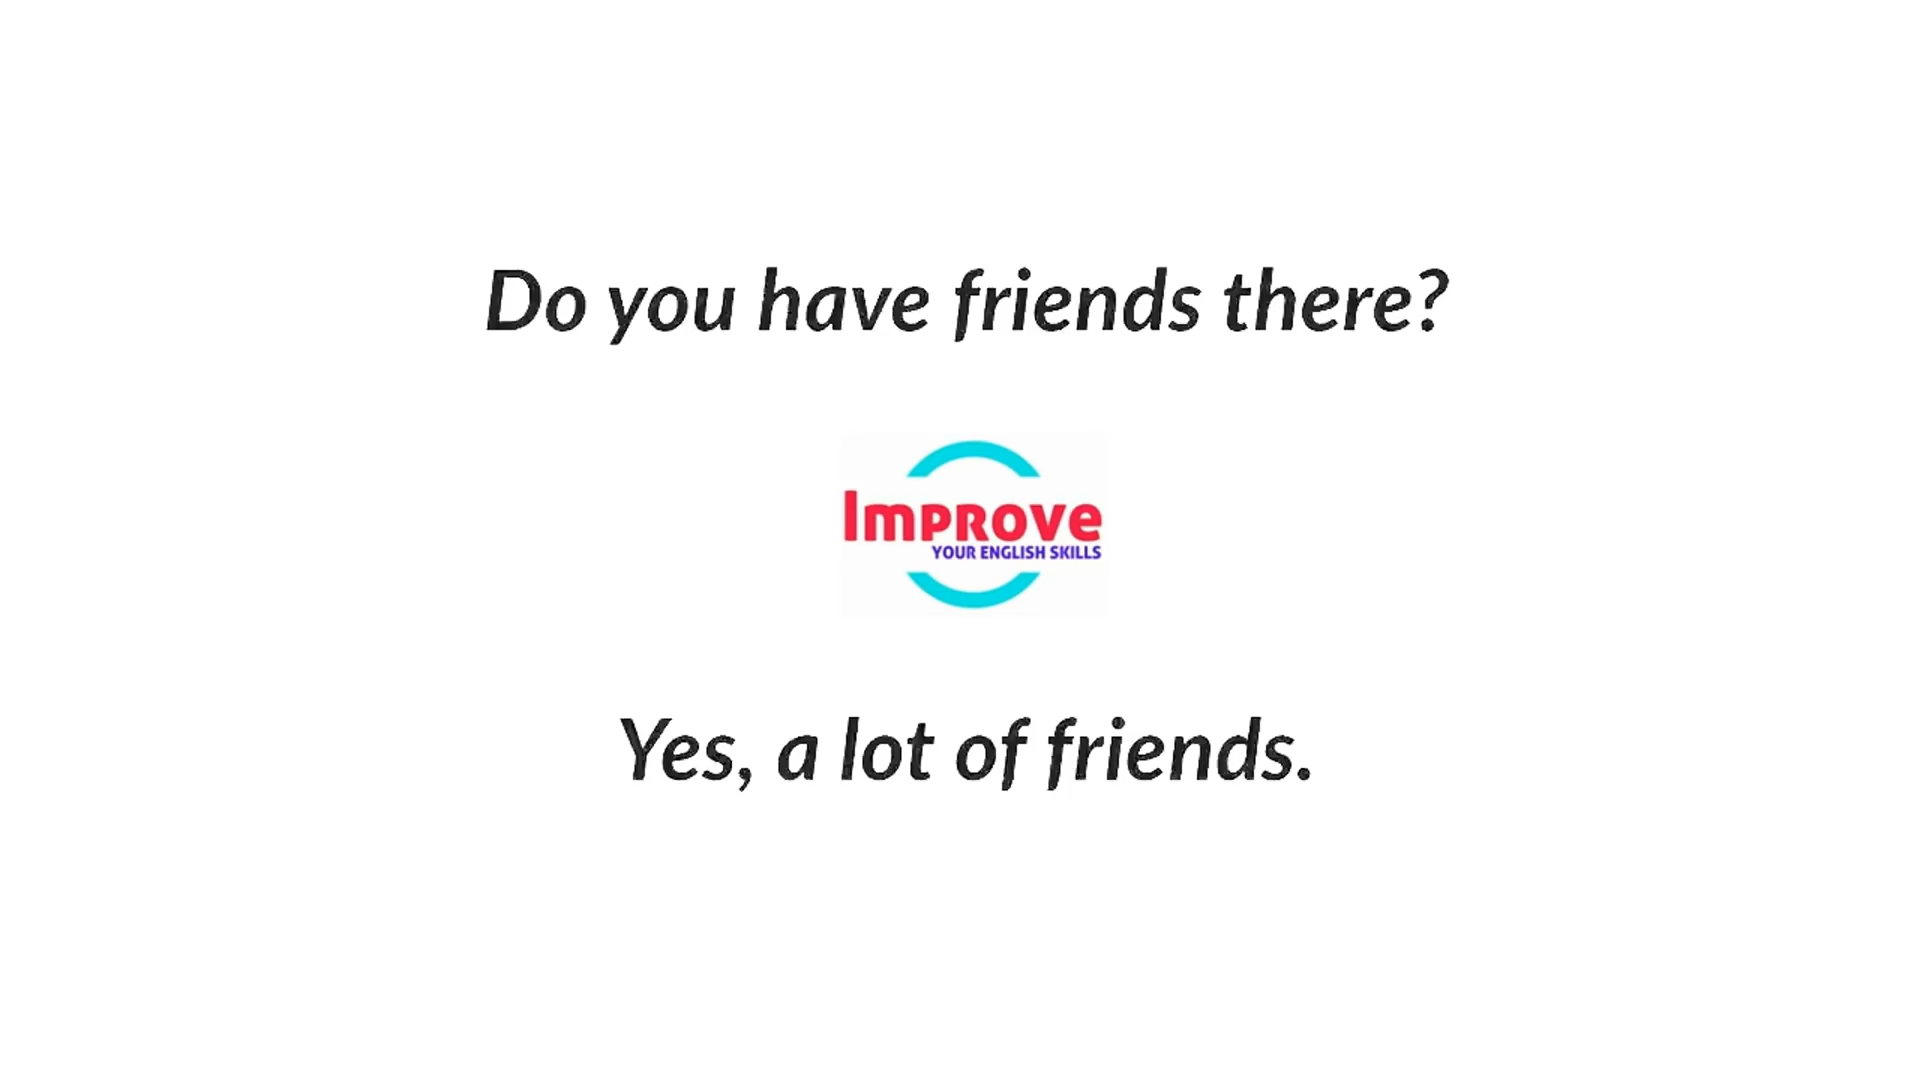 Do you have friends there?
Improve
YOUR ENGLISH SKILLS
Yes, a lot of friends.